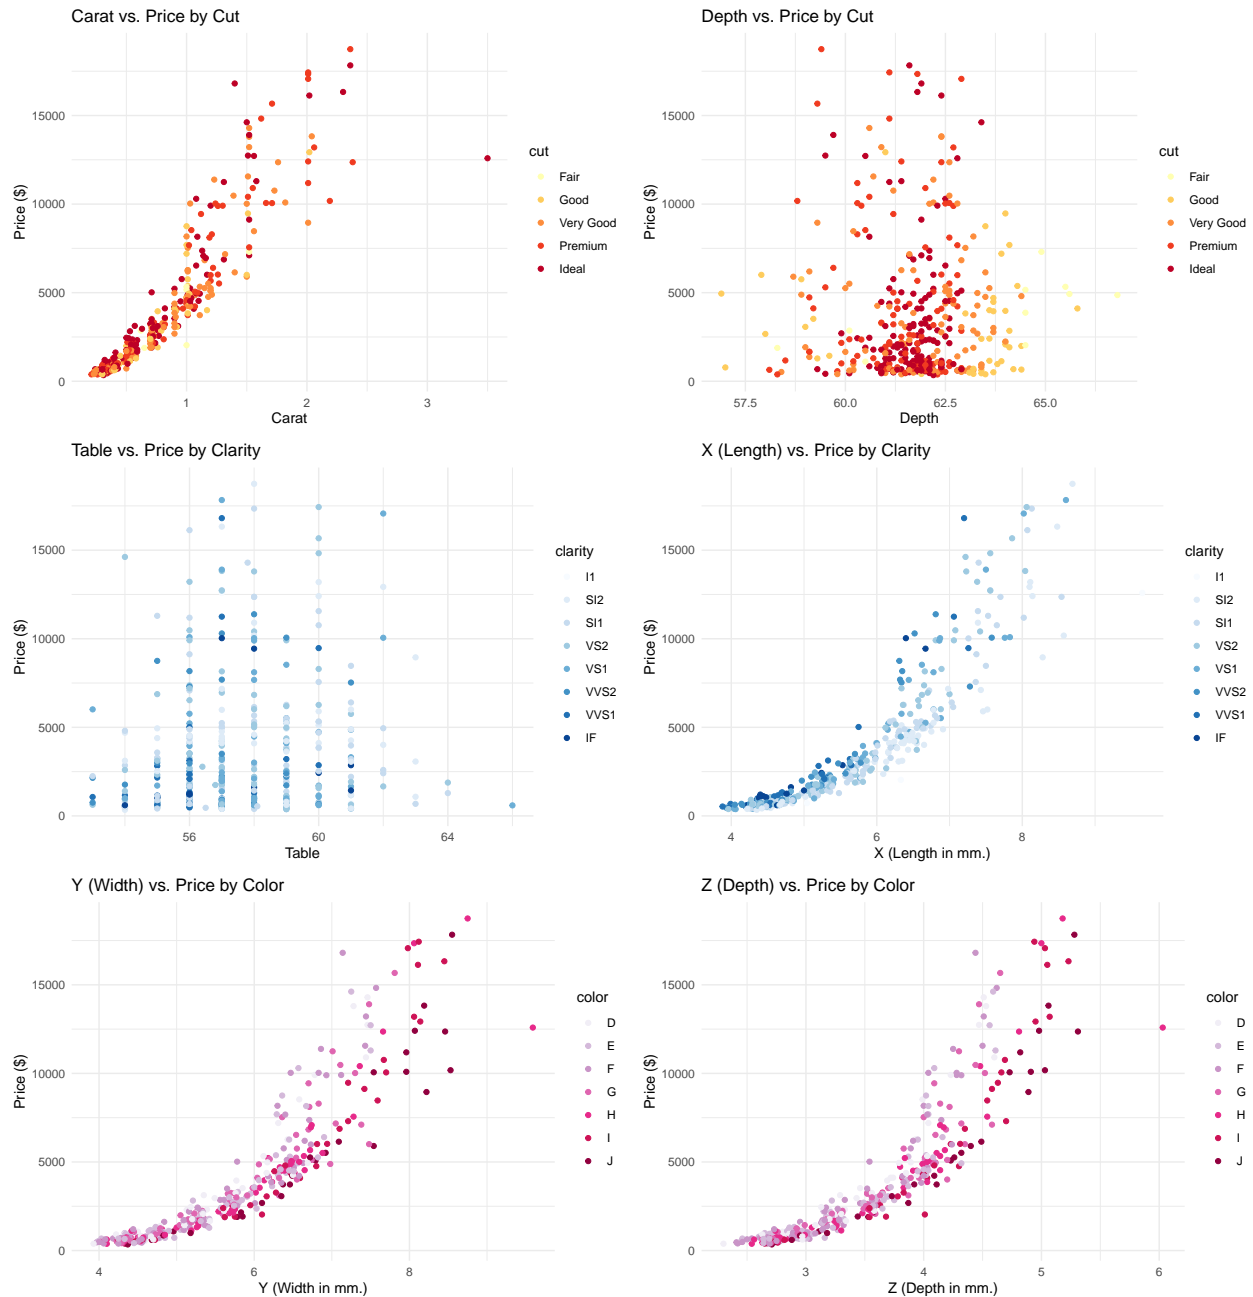 Carat vs. Price by Cut
Price ($)
15000
10000
5000
0
1
2
3
Carat
cut
Fair
Good
Very Good
Premium
Ideal
Depth vs. Price by Cut
Price ($)
15000
10000
5000
0
57.5
60.0
62.5
65.0
Depth
cut
Fair
Good
Very Good
Premium
Ideal
Table vs. Price by Clarity
Price ($)
15000
10000
5000
0
56
60
64
Table
clarity
I1
SI2
SI1
VS2
VS1
VVS2
VVS1
IF
X (Length) vs. Price by Clarity
Price ($)
15000
10000
5000
0
4
6
8
X (Length in mm.)
clarity
I1
SI2
SI1
VS2
VS1
VVS2
VVS1
IF
Y (Width) vs. Price by Color
Price ($)
15000
10000
5000
0
4
6
8
Y (Width in mm.)
color
D
E
F
G
H
I
J
Z (Depth) vs. Price by Color
Price ($)
15000
10000
5000
0
3
4
5
6
Z (Depth in mm.)
color
D
E
F
G
H
I
J